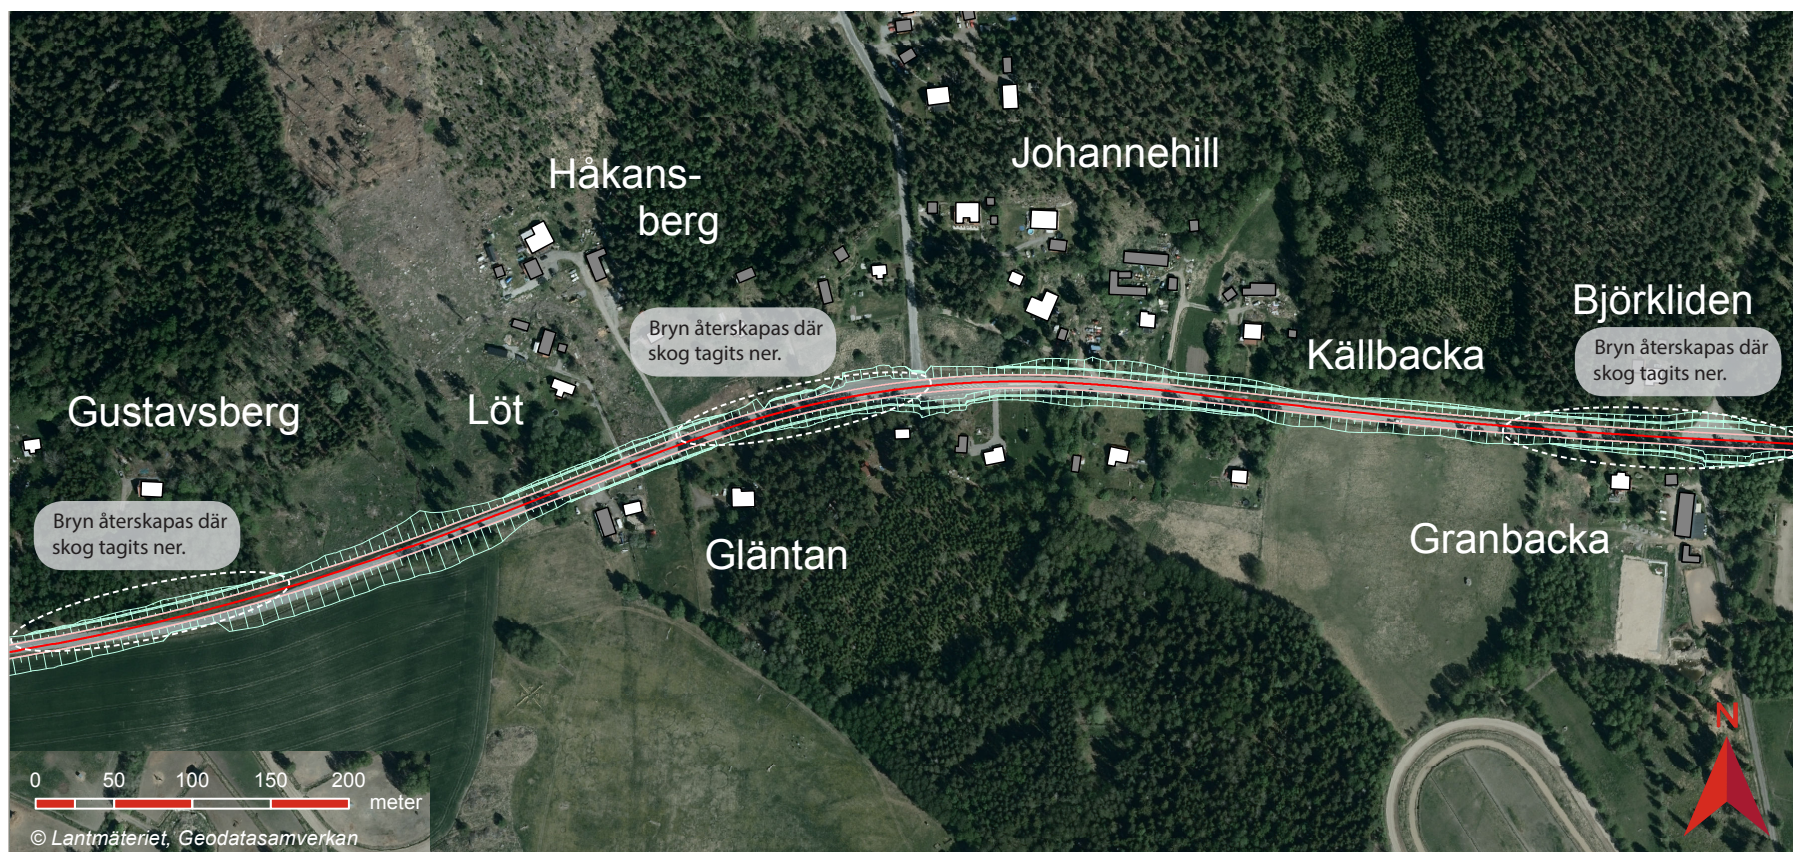 Johannehill
Håkans-
berg
Björkliden
Bryn återskapas där
skog tagits ner.
Källbacka
Bryn återskapas där
skog tagits ner.
Gustavsberg
Löt
Bryn återskapas där
skog tagits ner.
Gläntan
Granbacka
N
0 50 100 150 200
meter
© Lantmäteriet, Geodatasamverkan